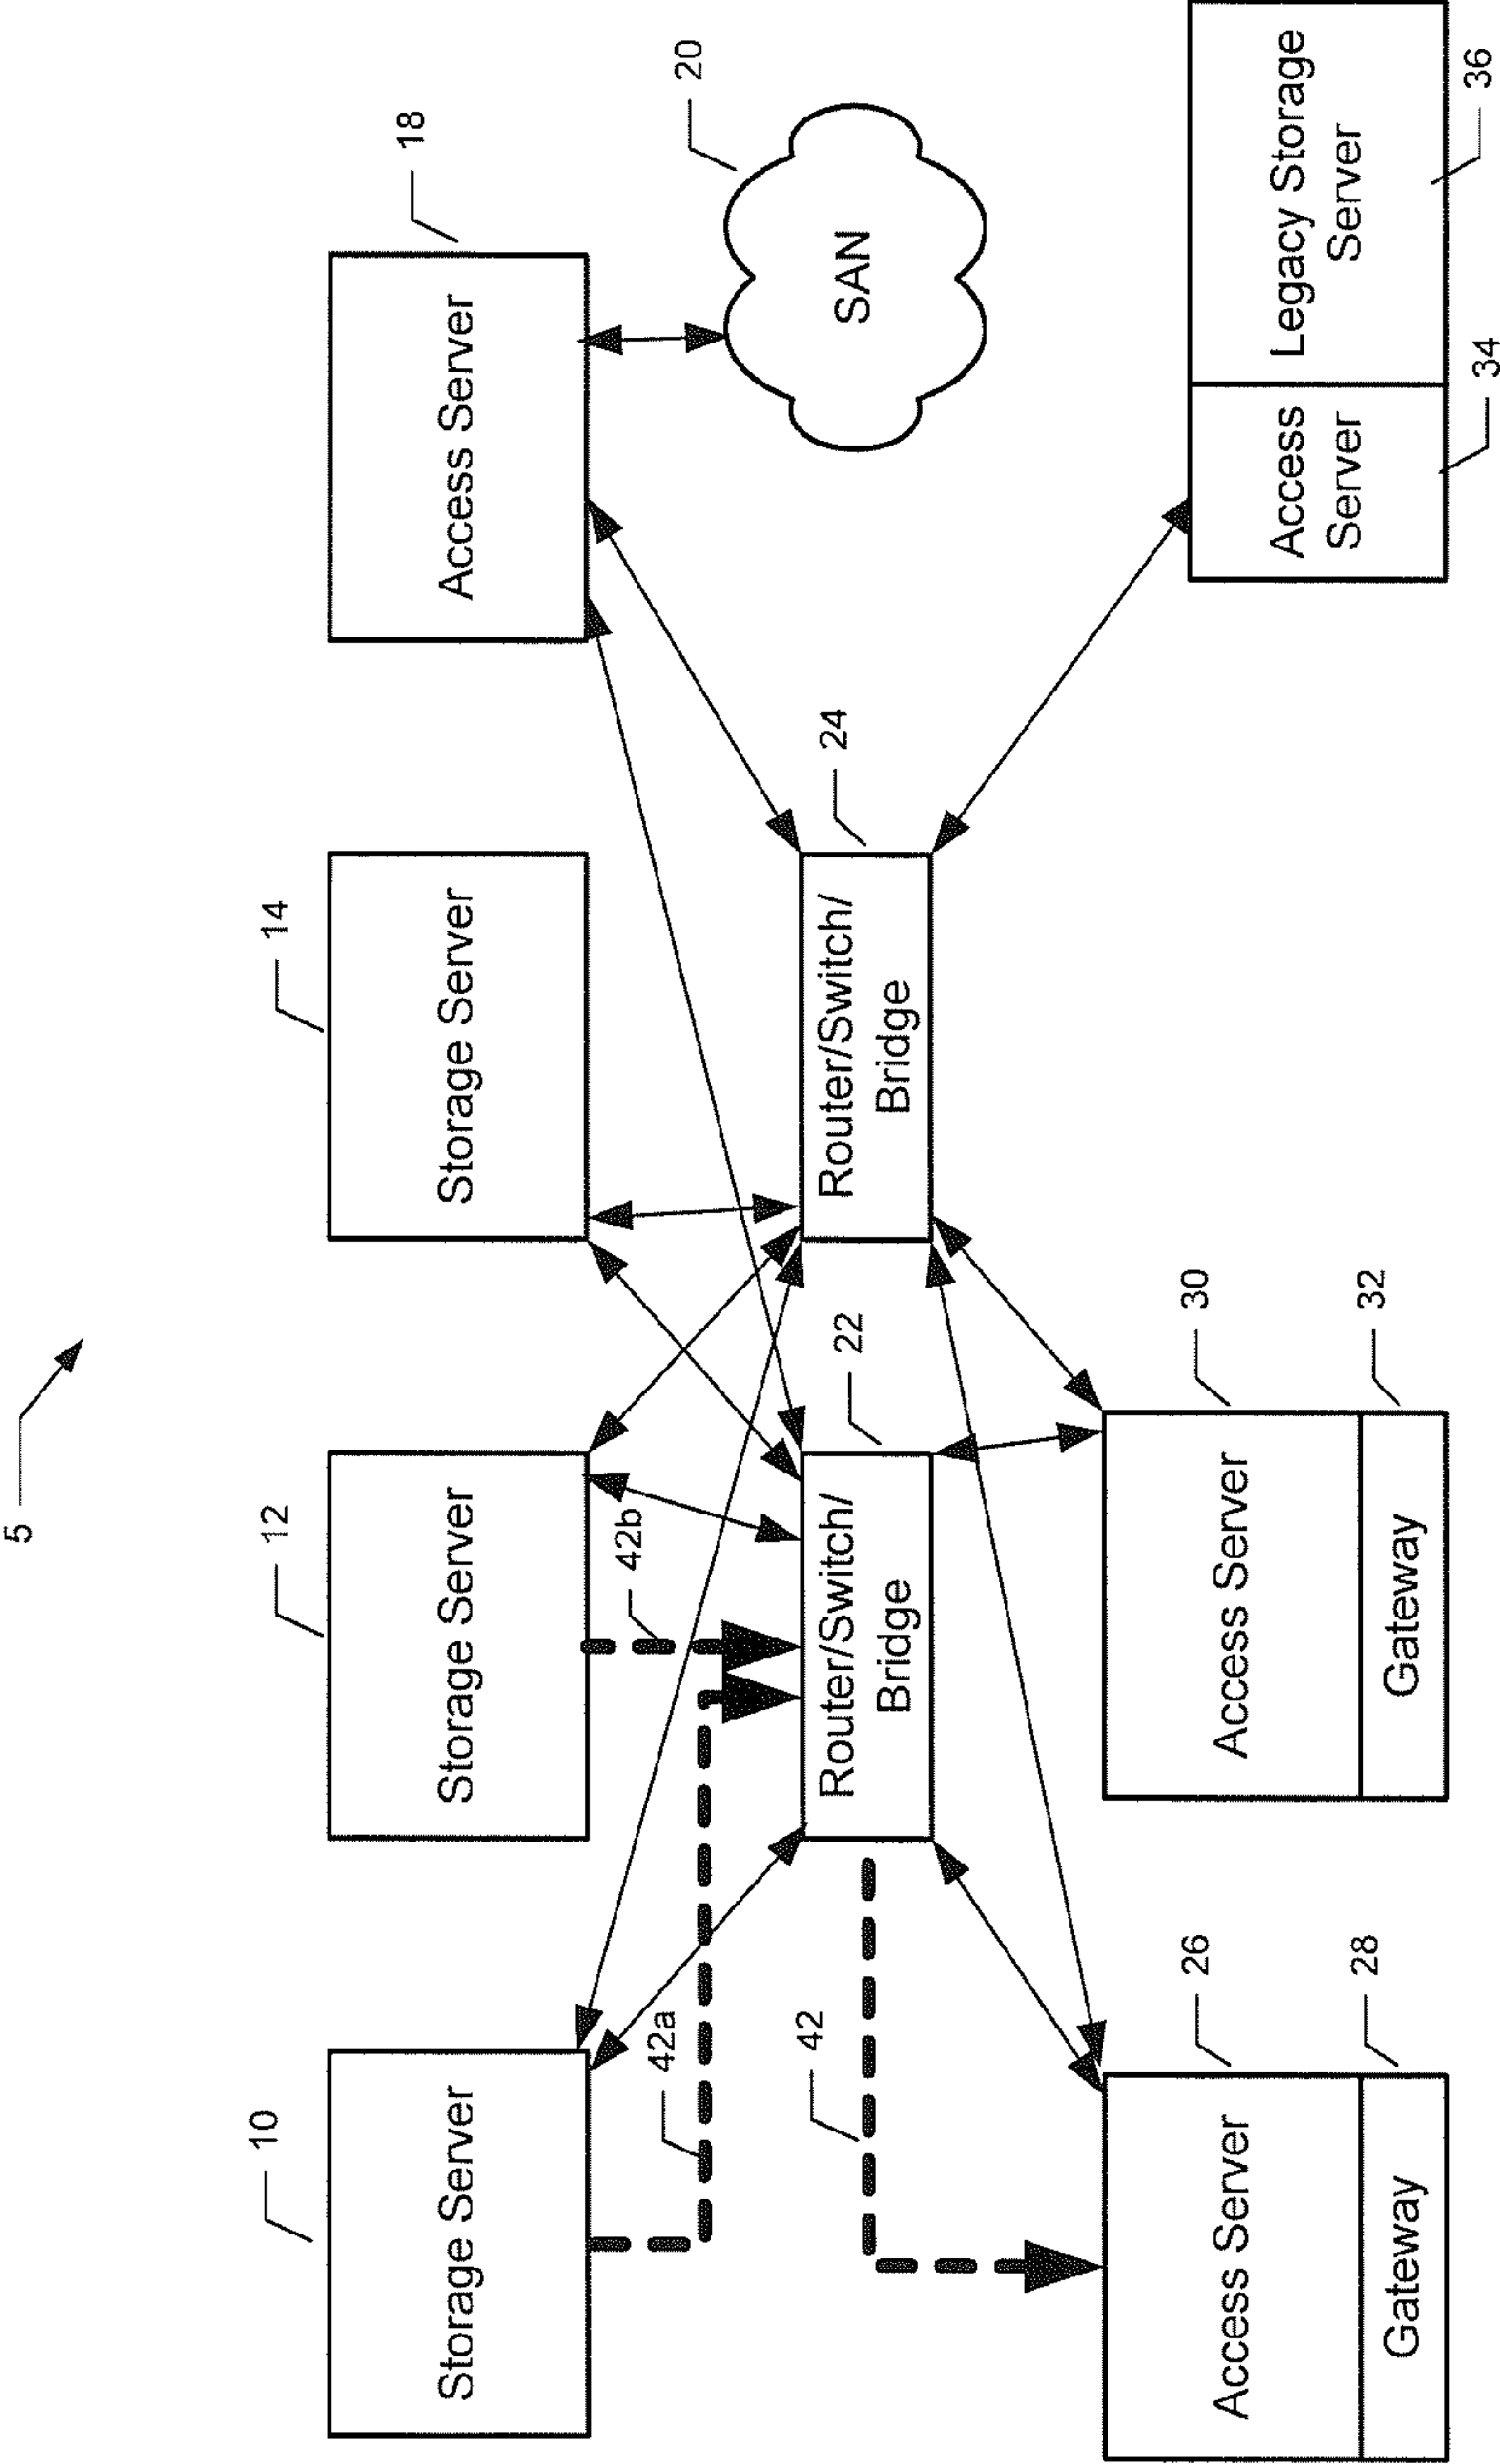 5
10
Storage Server
12
Storage Server
14
Storage Server
18
Access Server
42a
42b
20
SAN
22
Router/Switch/
Bridge
24
Router/Switch/
Bridge
42
26
Access Server
28
Gateway
30
Access Server
32
Gateway
Access
Server
34
Legacy Storage
Server
36